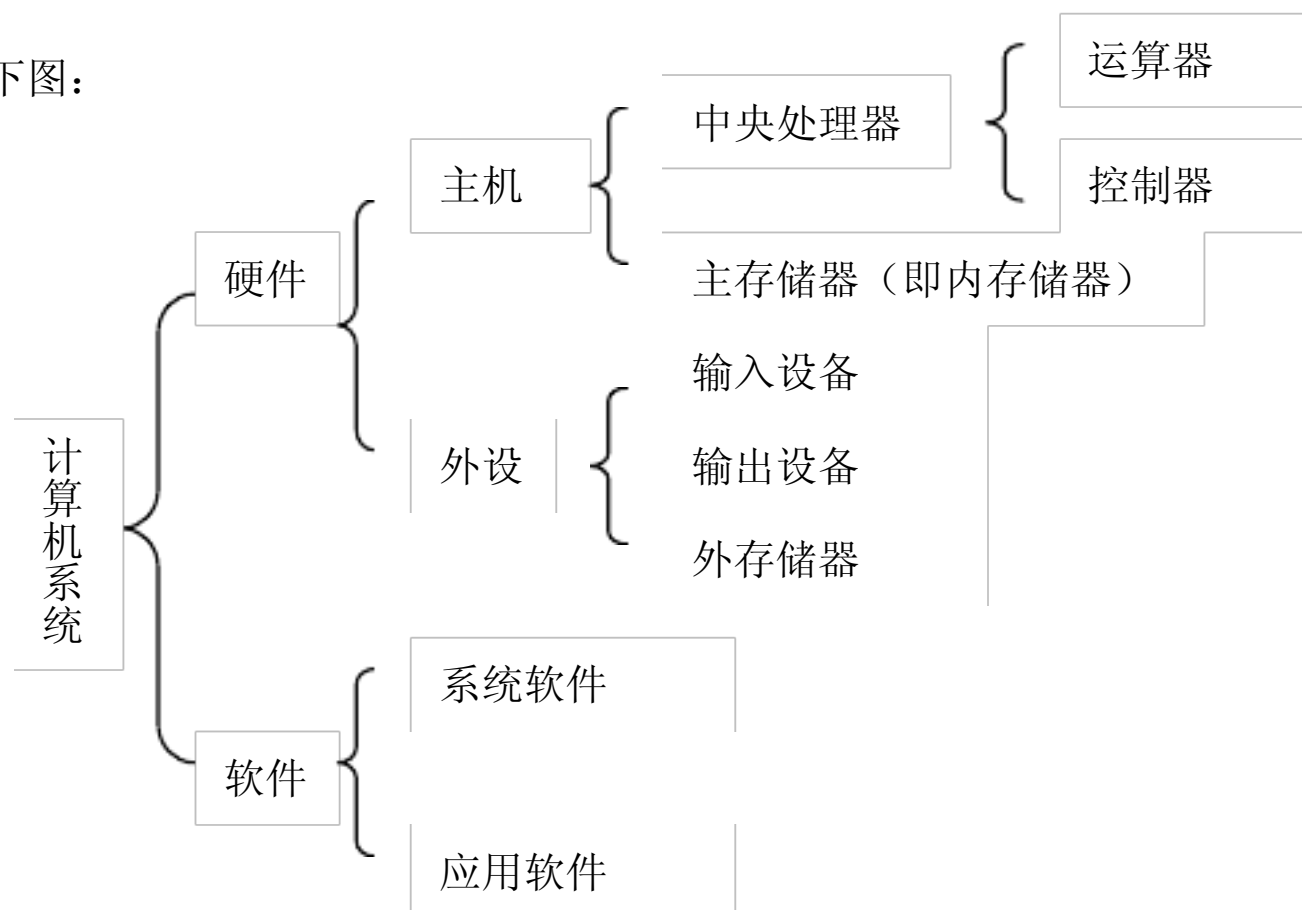 下图：
运算器
中央处理器
主机
控制器
硬件
主存储器（即内存储器）
输入设备
计算机系统
外设
输出设备
外存储器
系统软件
软件
应用软件